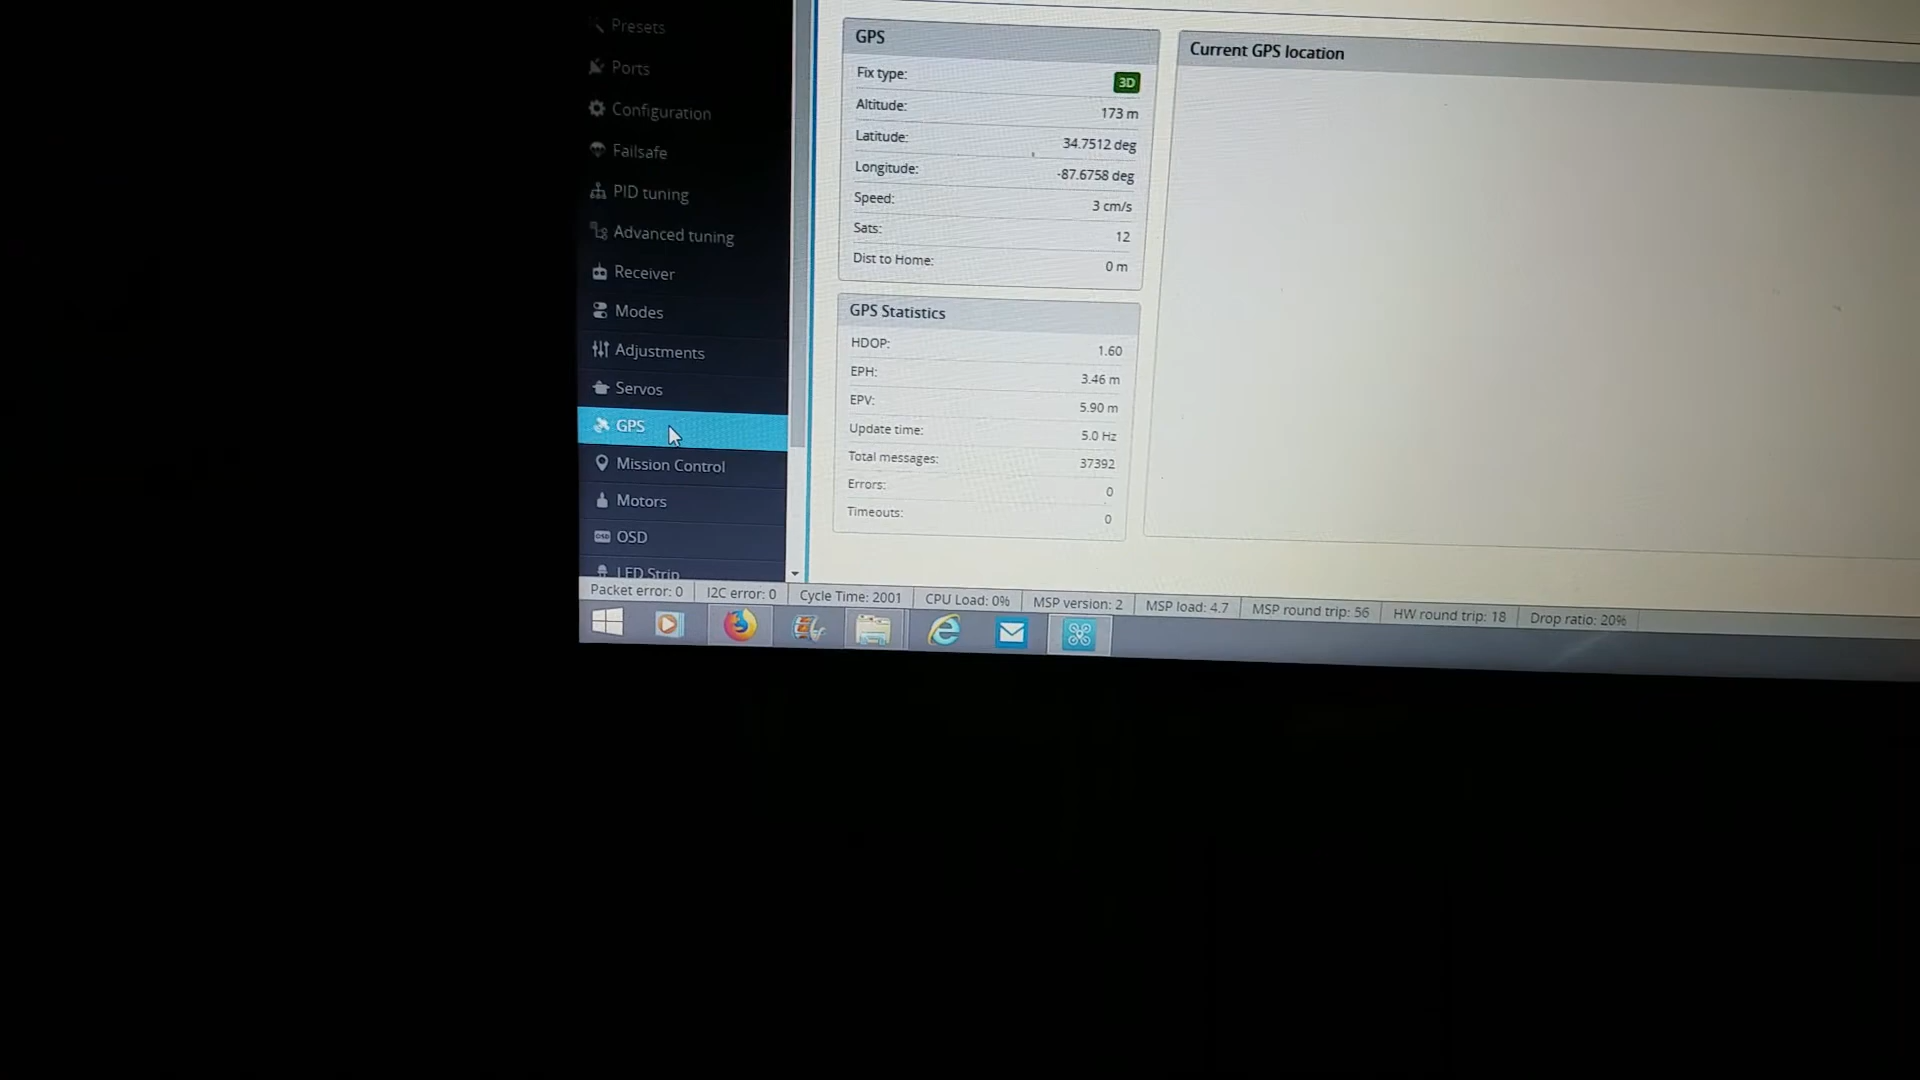 Presets
Ports
Configuration
Failsafe
PID tuning
Advanced tuning
Receiver
Modes
Adjustments
Servos
GPS
Mission Control
Motors
OSD
LED Strip
GPS
Fix type: 3D
Altitude: 173 m
Latitude: 34.7512 deg
Longitude: -87.6758 deg
Speed: 3 cm/s
Sats: 12
Dist to Home: 0 m
GPS Statistics
HDOP: 1.60
EPH: 3.46 m
EPV: 5.90 m
Update time: 5.0 Hz
Total messages: 37392
Errors: 0
Timeouts: 0
Current GPS location
Packet error: 0 I2C error: 0 Cycle Time: 2001 CPU Load: 0% MSP version: 2 MSP load: 4.7 MSP round trip: 56 HW round trip: 18 Drop ratio: 20%